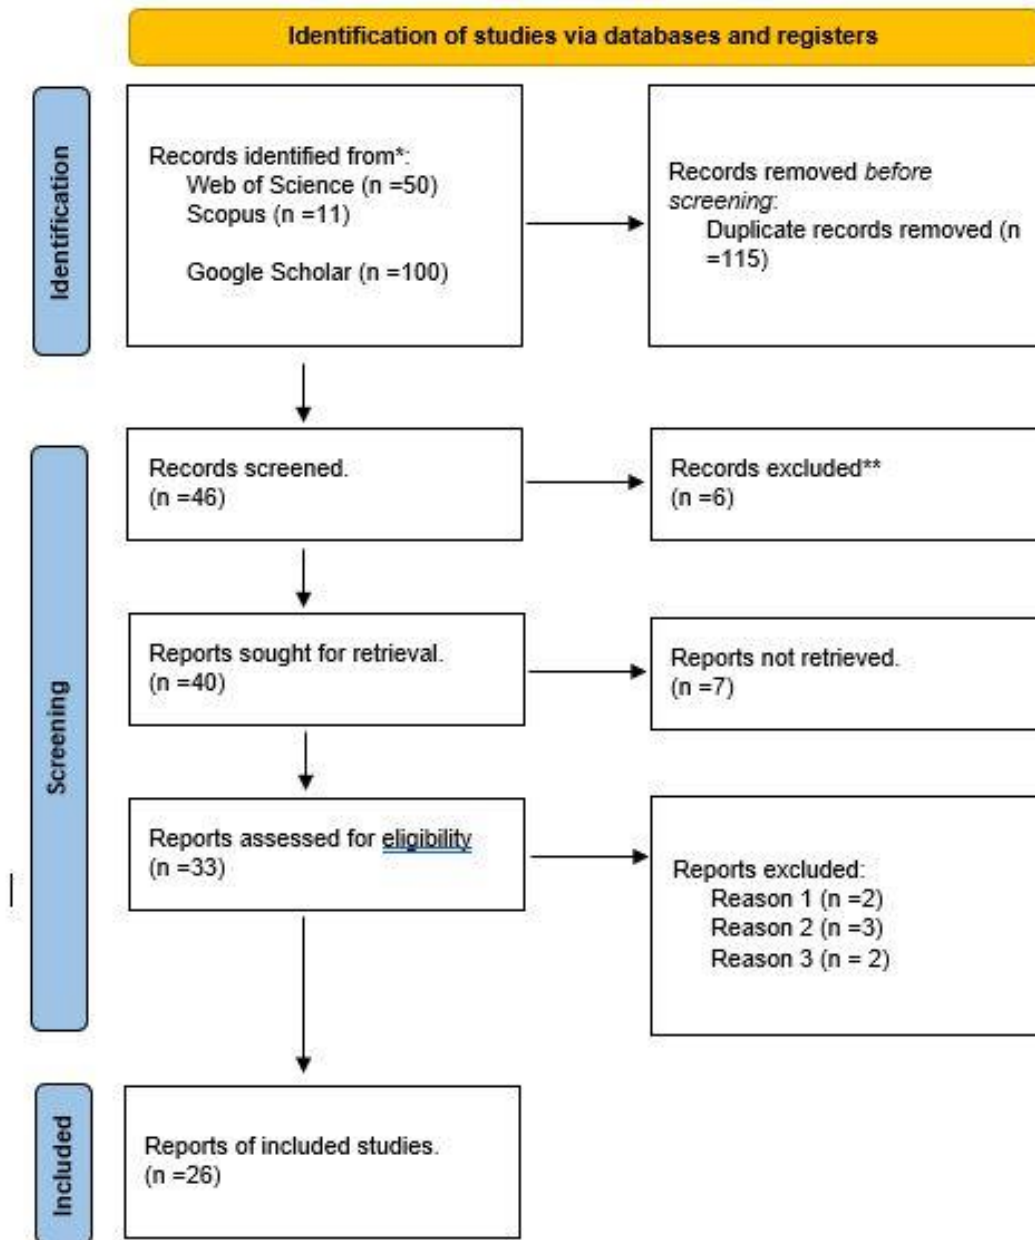 Identification of studies via databases and registers
Identification
Records identified from*:
Web of Science (n =50)
Scopus (n =11)
Google Scholar (n =100)
Records removed before
screening:
Duplicate records removed (n
=115)
Screening
Records screened.
(n =46)
Records excluded**
(n =6)
Reports sought for retrieval.
(n =40)
Reports not retrieved.
(n =7)
Reports assessed for eligibility
(n =33)
Reports excluded:
Reason 1 (n =2)
Reason 2 (n =3)
Reason 3 (n = 2)
Included
Reports of included studies.
(n =26)